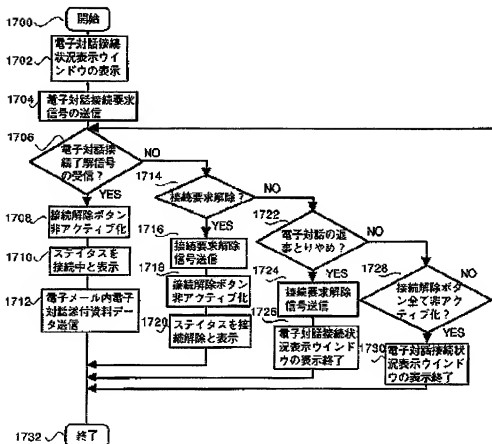 1700
開始
1702
電子対話接続
状況表示ウイ
ンドウの表示
1704
電子対話接続要求
信号の送信
1706
電子対話接
続了解信号
の受信?
NO
YES
1708
接続解除ボタン
非アクティブ化
1710
ステイタスを
接続中と表示
1712
電子メール内電子
対話添付資料デー
タ送信
1714
接続要求解除?
NO
YES
1716
接続要求解除
信号送信
1718
接続解除ボタン
非アクティブ化
1720
ステイタスを接
続解除と表示
1722
電子対話の返
事とりやめ?
NO
YES
1724
接続要求解除
信号送信
1726
電子対話接続状
況表示ウインド
ウの表示終了
1728
接続解除ボタ
ン全て非アク
ティブ化?
NO
YES
1730
電子対話接続状
況表示ウインド
ウの表示終了
1732
終了